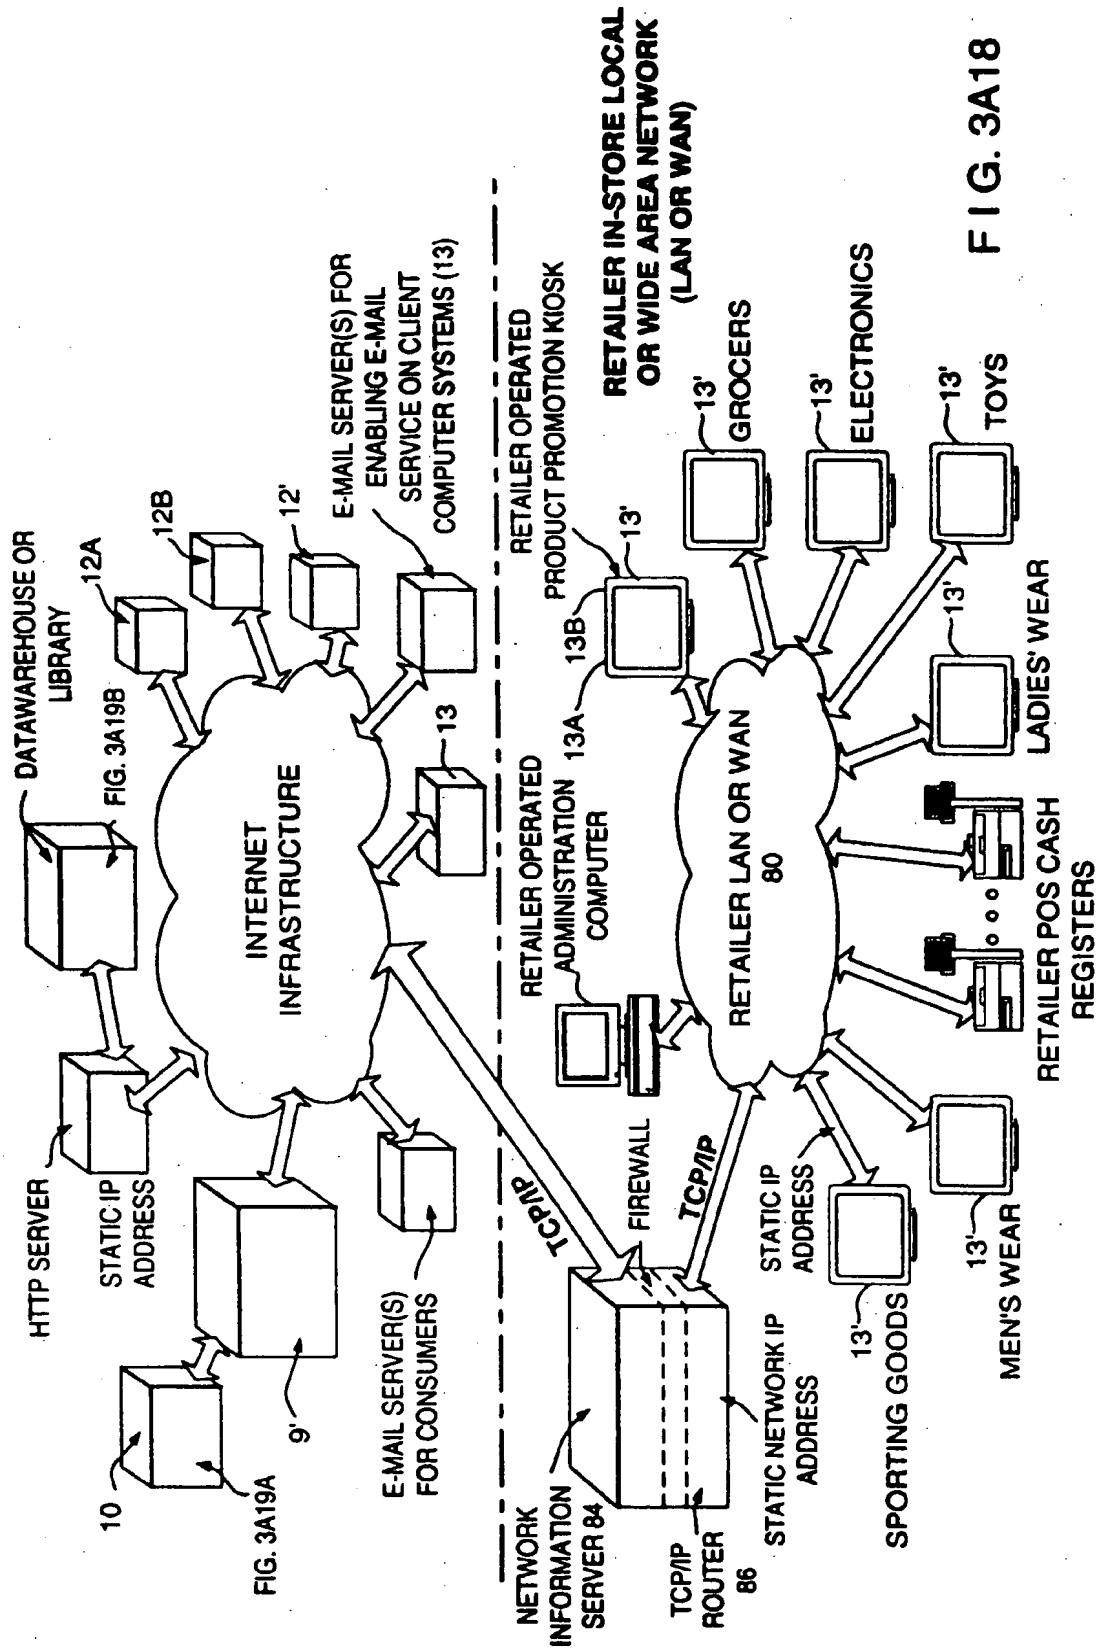 DATAWAREHOUSE OR
LIBRARY
FIG. 3A19B
HTTP SERVER
STATIC IP
ADDRESS
10
FIG. 3A19A
9'
E-MAIL SERVER(S)
FOR CONSUMERS
INTERNET
INFRASTRUCTURE
12A
12B
12'
E-MAIL SERVER(S) FOR
ENABLING E-MAIL
SERVICE ON CLIENT
COMPUTER SYSTEMS (13)
13
TCP/IP
NETWORK
INFORMATION
SERVER 84
TCP/IP
ROUTER
86
FIREWALL
TCP/IP
STATIC NETWORK IP
ADDRESS
RETAILER OPERATED
ADMINISTRATION
COMPUTER
RETAILER OPERATED
PRODUCT PROMOTION KIOSK
13A
13B
13'
RETAILER IN-STORE LOCAL
OR WIDE AREA NETWORK
(LAN OR WAN)
RETAILER LAN OR WAN
80
STATIC IP
ADDRESS
13'
SPORTING GOODS
13'
MEN'S WEAR
RETAILER POS CASH
REGISTERS
13'
LADIES' WEAR
13'
TOYS
13'
ELECTRONICS
13'
GROCERS
FIG. 3A18